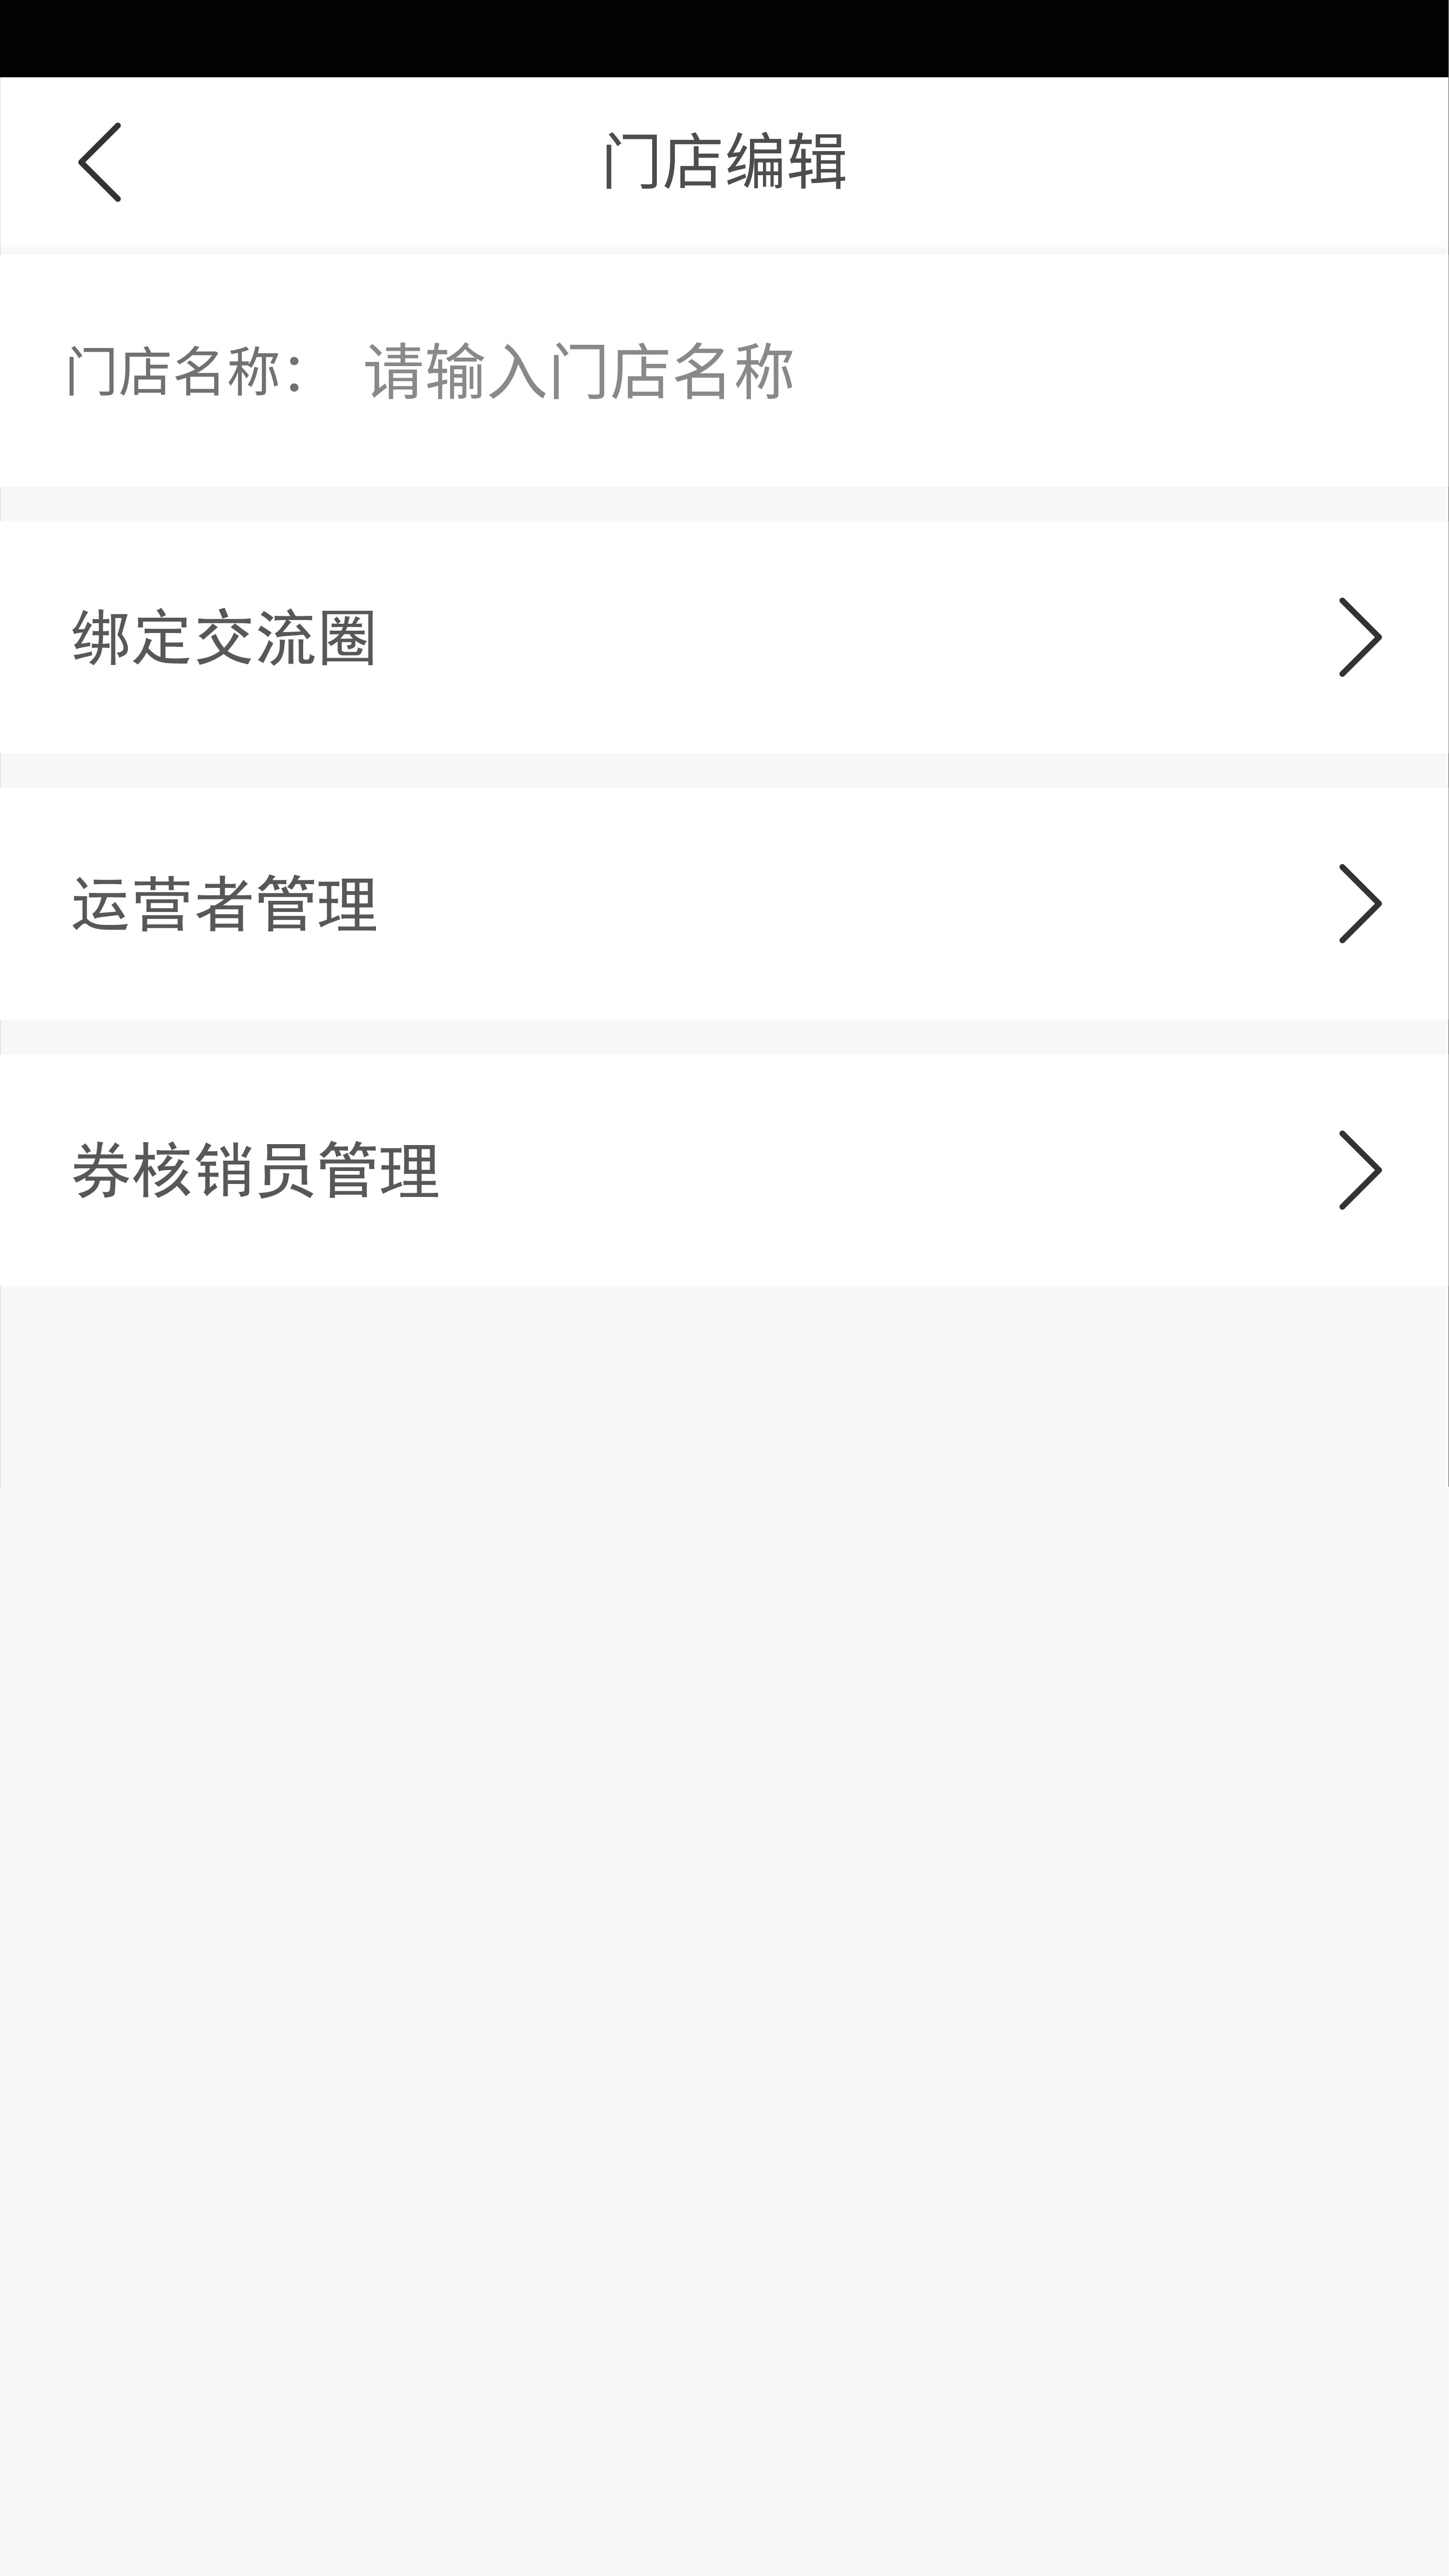 门店编辑
门店名称： 请输入门店名称
绑定交流圈
运营者管理
券核销员管理